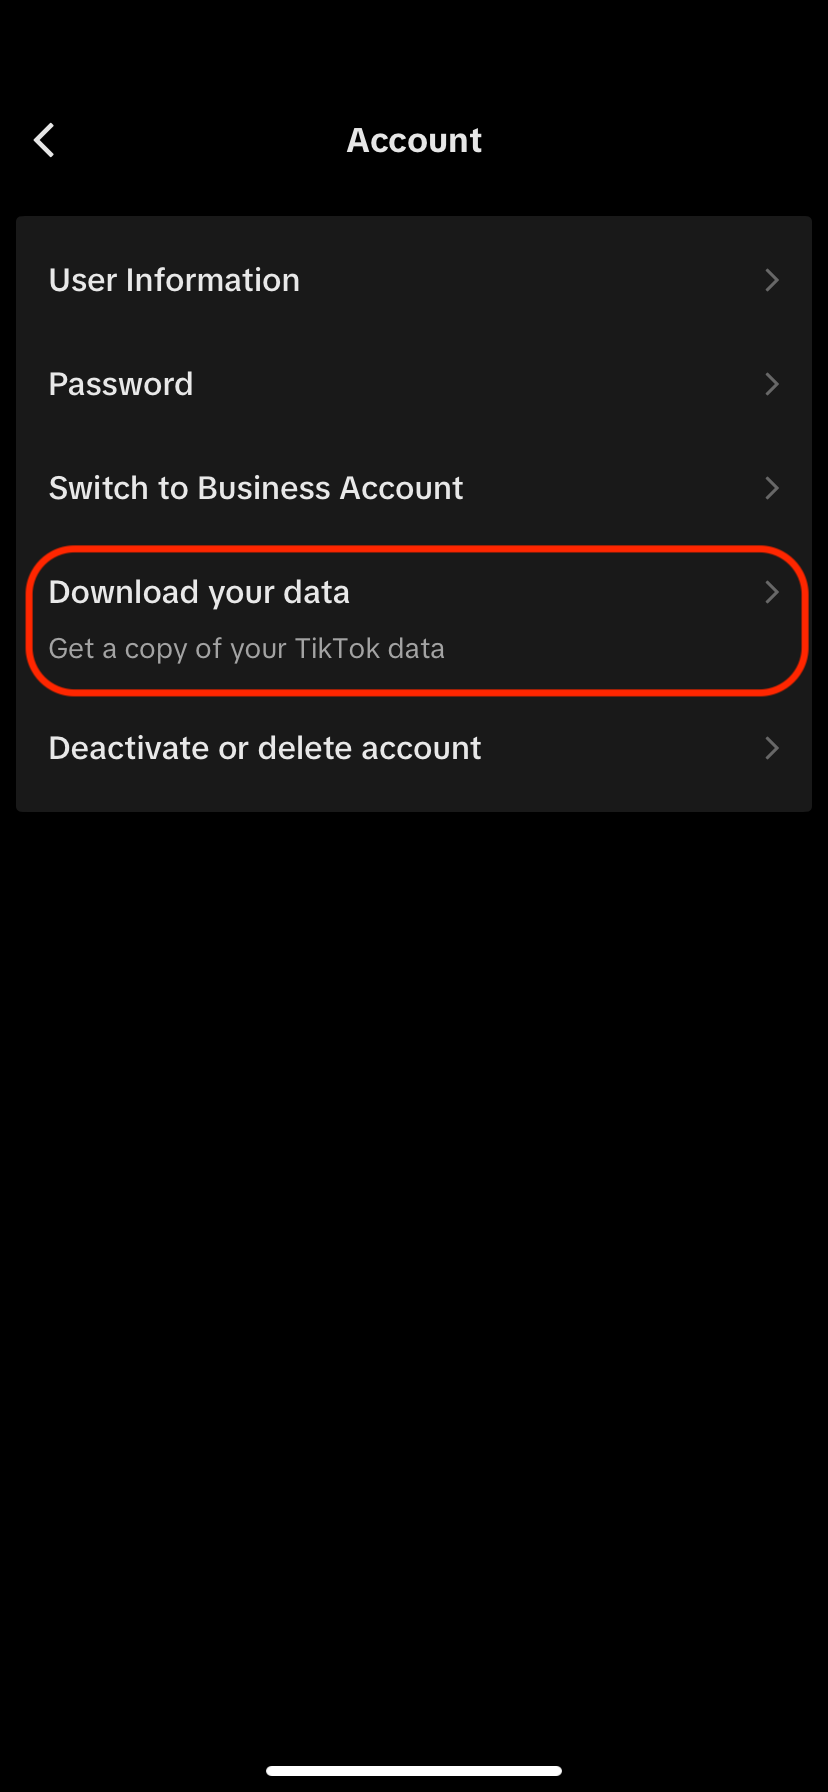 Account
User Information
Password
Switch to Business Account
Download your data
Get a copy of your TikTok data
Deactivate or delete account